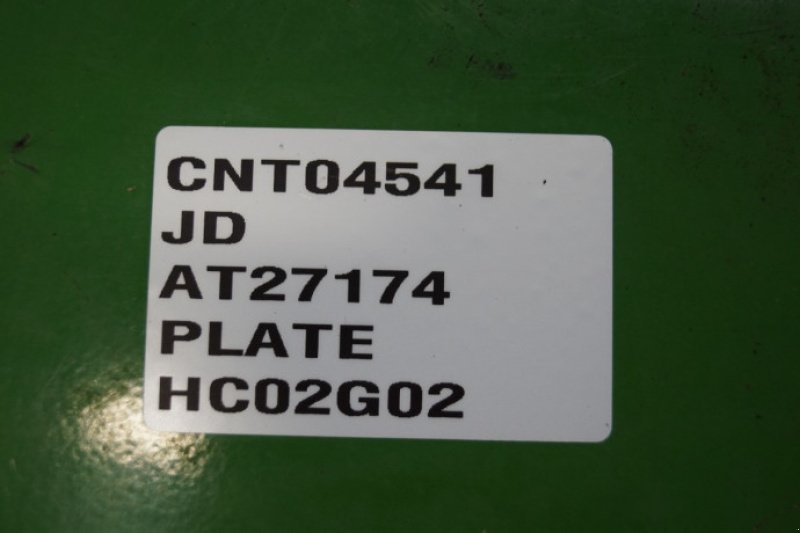 CNT04541
JD
AT27174
PLATE
HC02G02